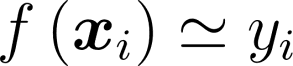 f (𝒙ᵢ) ≃ yᵢ